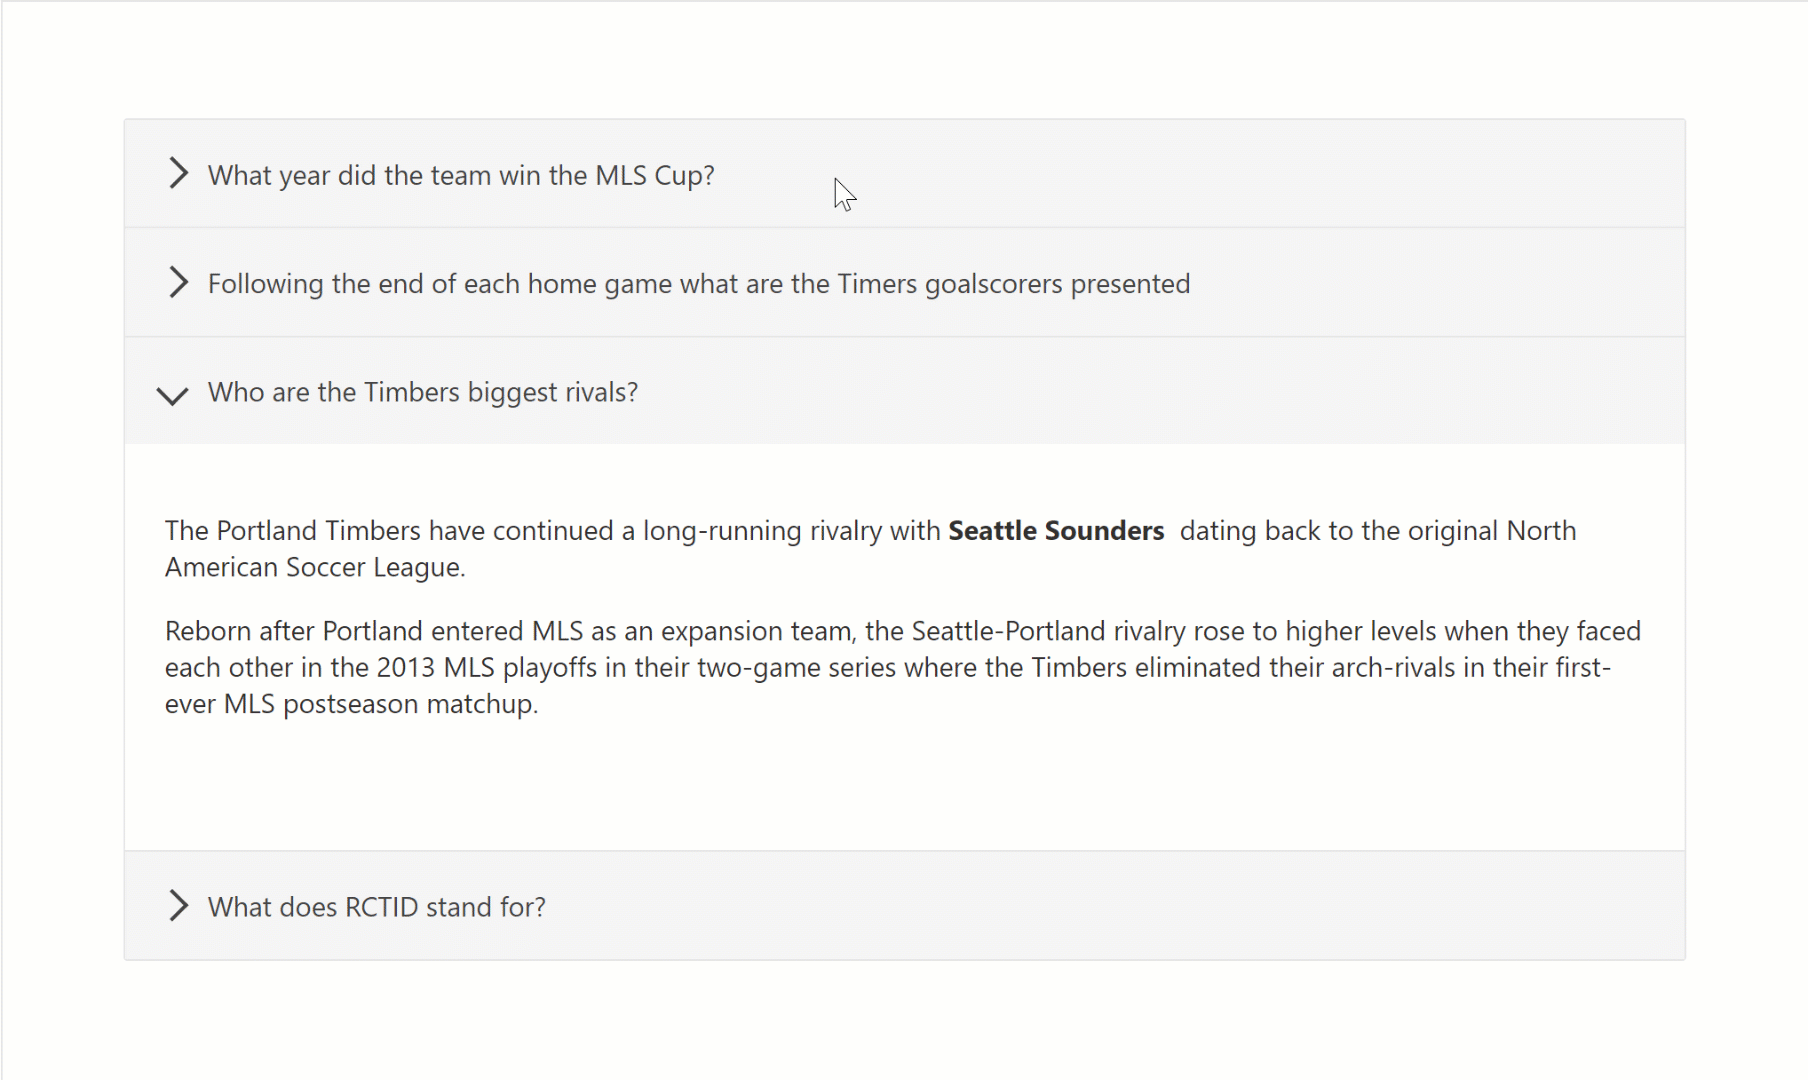 What year did the team win the MLS Cup?
Following the end of each home game what are the Timers goalscorers presented
Who are the Timbers biggest rivals?
The Portland Timbers have continued a long-running rivalry with Seattle Sounders  dating back to the original North
American Soccer League.
Reborn after Portland entered MLS as an expansion team, the Seattle-Portland rivalry rose to higher levels when they faced
each other in the 2013 MLS playoffs in their two-game series where the Timbers eliminated their arch-rivals in their first-
ever MLS postseason matchup.
What does RCTID stand for?